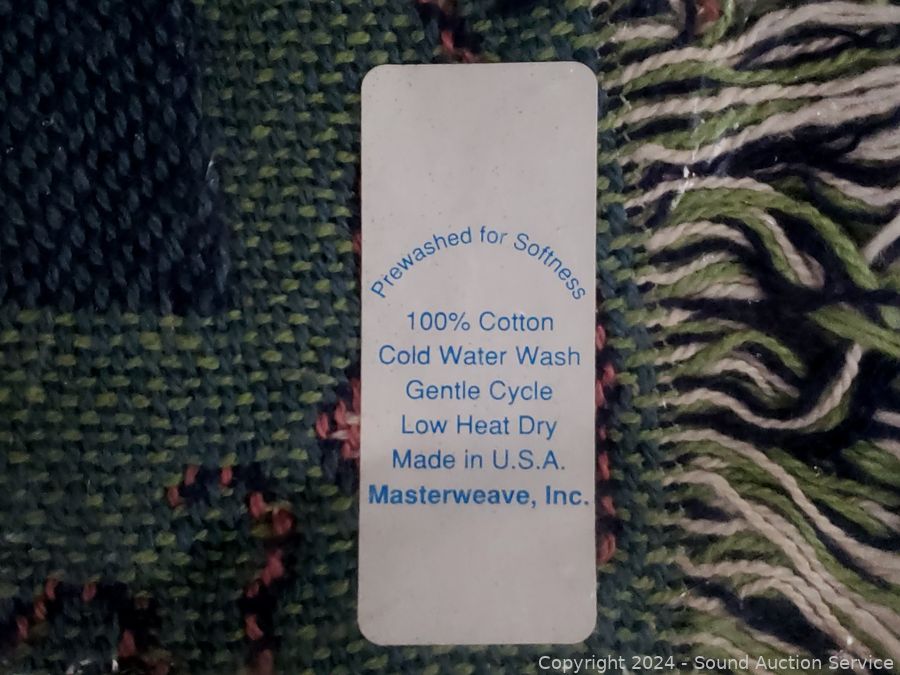 Prewashed for Softness
100% Cotton
Cold Water Wash
Gentle Cycle
Low Heat Dry
Made in U.S.A.
Masterweave, Inc.
Copyright 2024 - Sound Auction Service